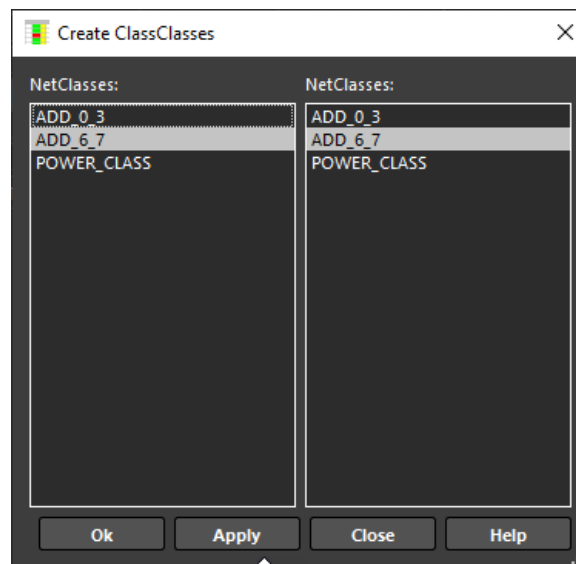 Create ClassClasses
NetClasses:
ADD_0_3
ADD_6_7
POWER_CLASS
NetClasses:
ADD_0_3
ADD_6_7
POWER_CLASS
Ok
Apply
Close
Help